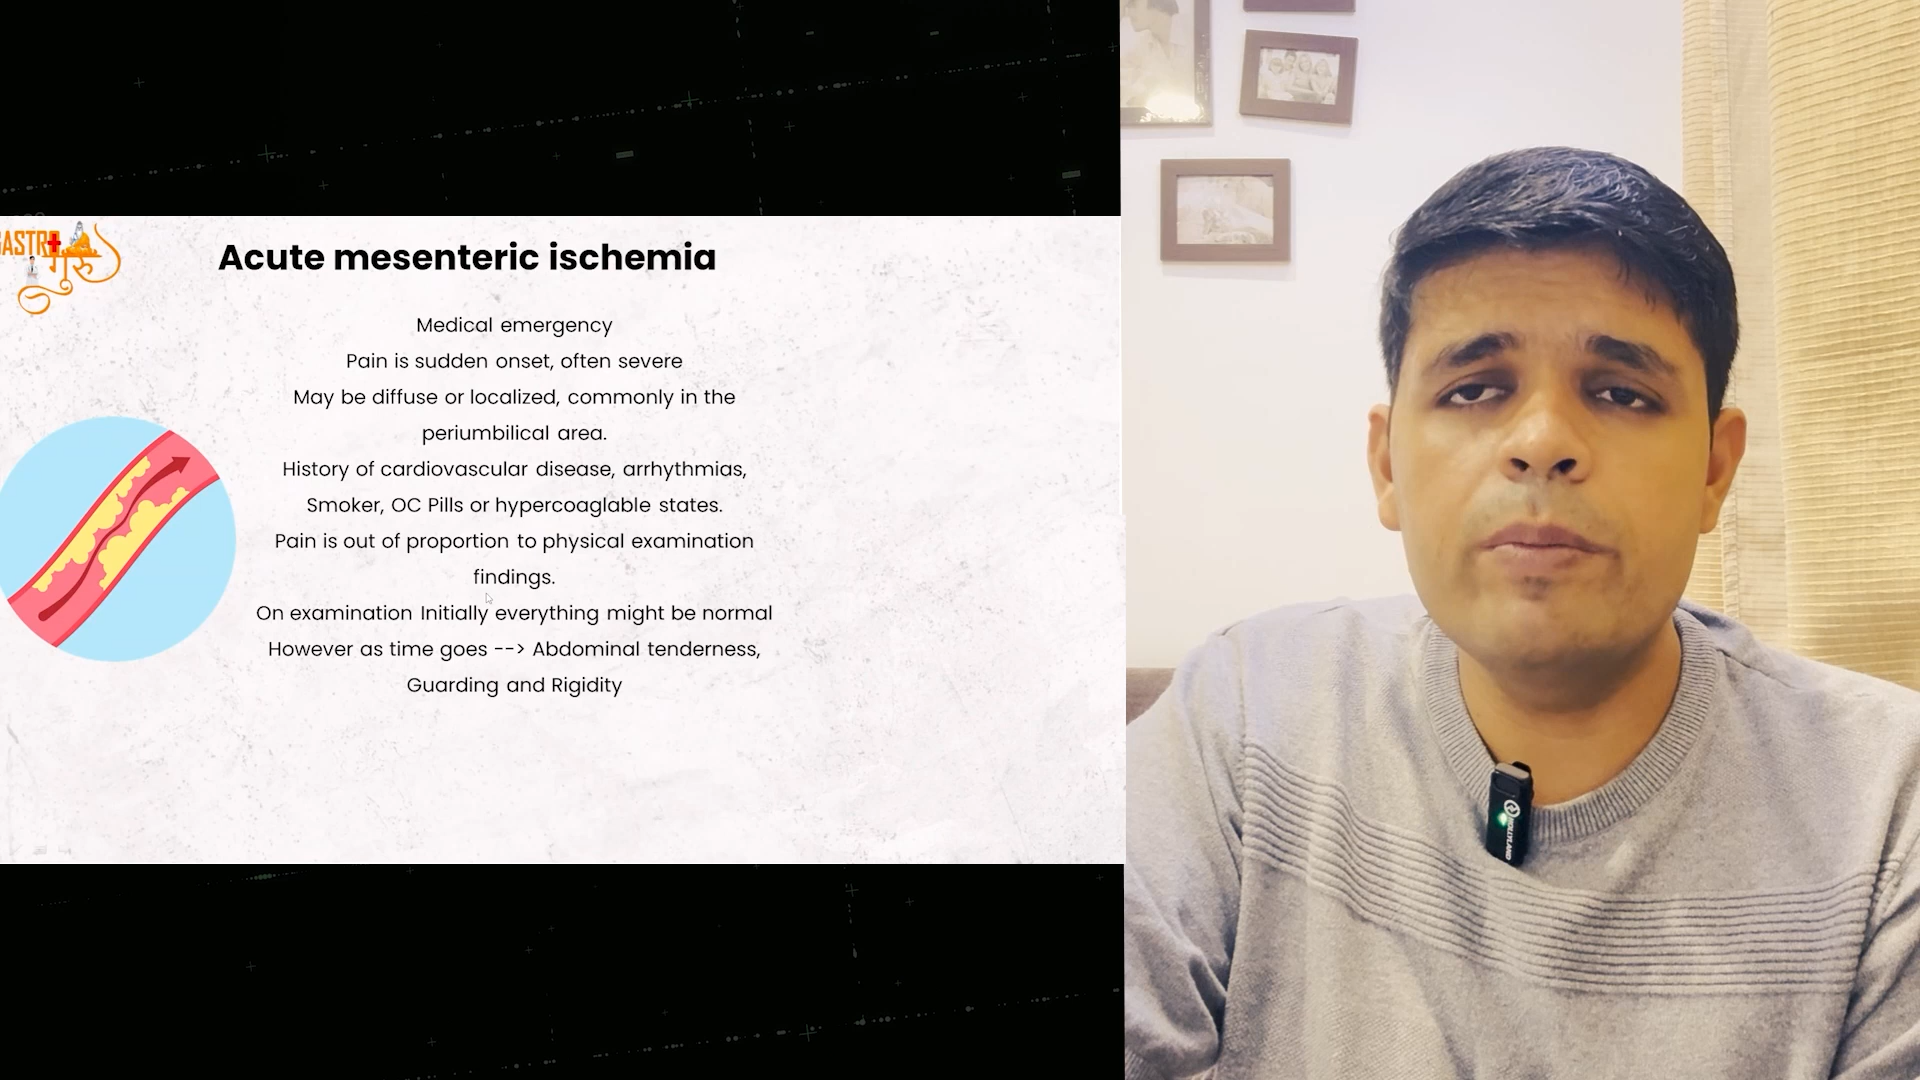 GASTRO
Acute mesenteric ischemia
Medical emergency
Pain is sudden onset, often severe
May be diffuse or localized, commonly in the
periumbilical area.
History of cardiovascular disease, arrhythmias,
Smoker, OC Pills or hypercoaglable states.
Pain is out of proportion to physical examination
findings.
On examination Initially everything might be normal
However as time goes --> Abdominal tenderness,
Guarding and Rigidity
HOLLYLAND